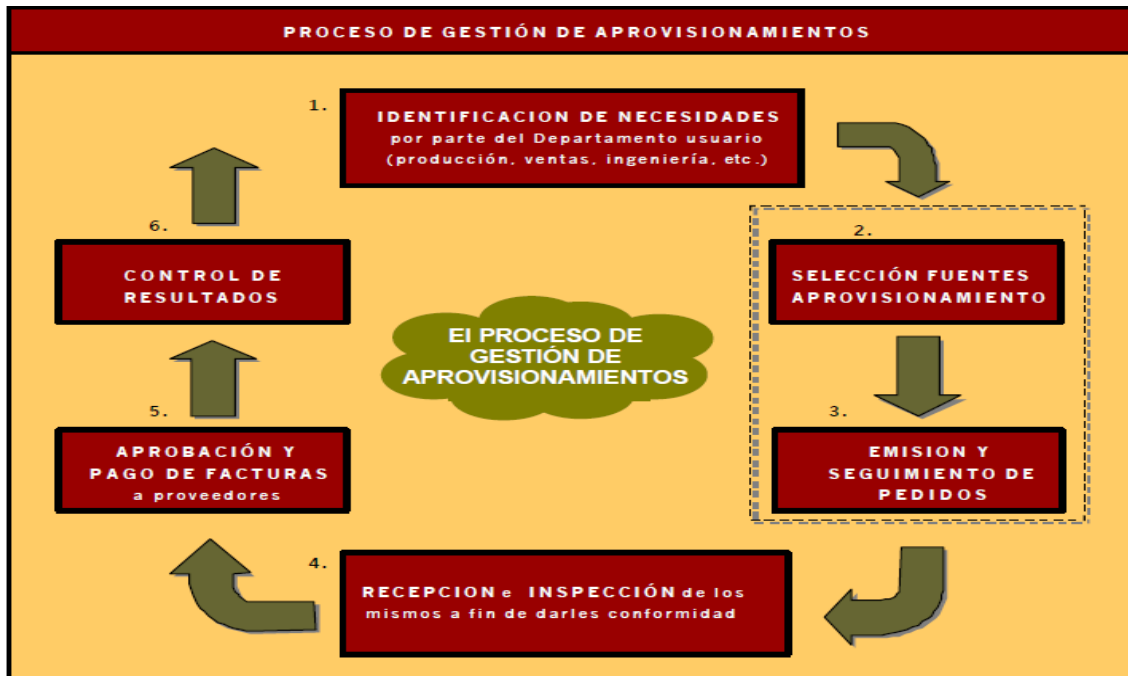 PROCESO DE GESTIÓN DE APROVISIONAMIENTOS
1.
IDENTIFICACION DE NECESIDADES
por parte del Departamento usuario
(producción, ventas, ingeniería, etc.)
2.
SELECCIÓN FUENTES
APROVISIONAMIENTO
3.
EMISION Y
SEGUIMIENTO DE
PEDIDOS
4.
RECEPCION e INSPECCIÓN de los
mismos a fin de darles conformidad
5.
APROBACIÓN Y
PAGO DE FACTURAS
a proveedores
6.
CONTROL DE
RESULTADOS
El PROCESO DE
GESTIÓN DE
APROVISIONAMIENTOS